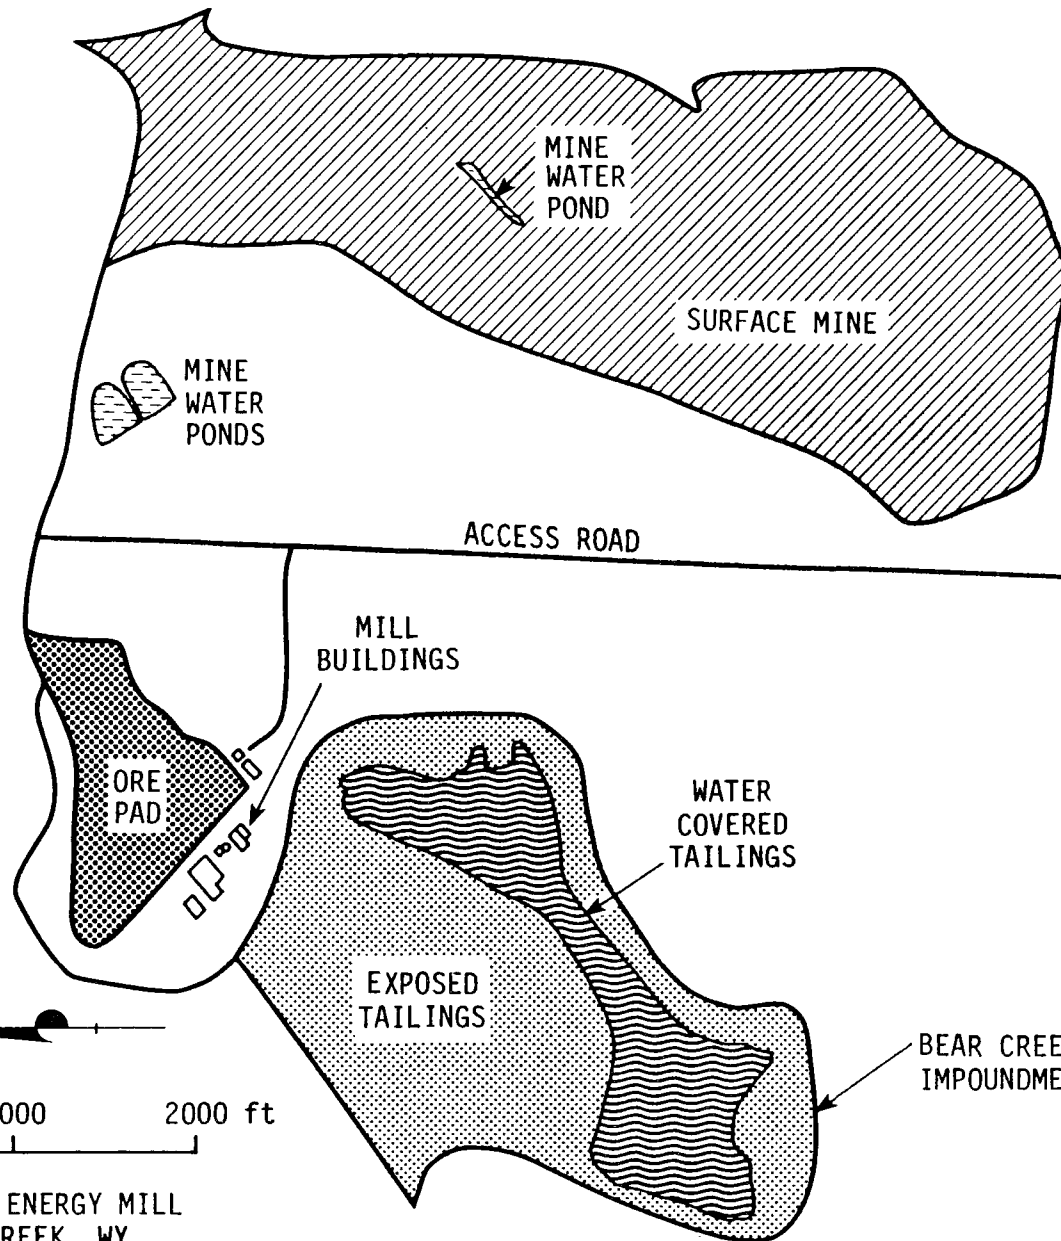 MINE
WATER
POND
SURFACE MINE
MINE
WATER
PONDS
ACCESS ROAD
MILL
BUILDINGS
ORE
PAD
WATER
COVERED
TAILINGS
EXPOSED
TAILINGS
BEAR CREE
IMPOUNDME
000 2000 ft
ENERGY MILL
REEK, WY